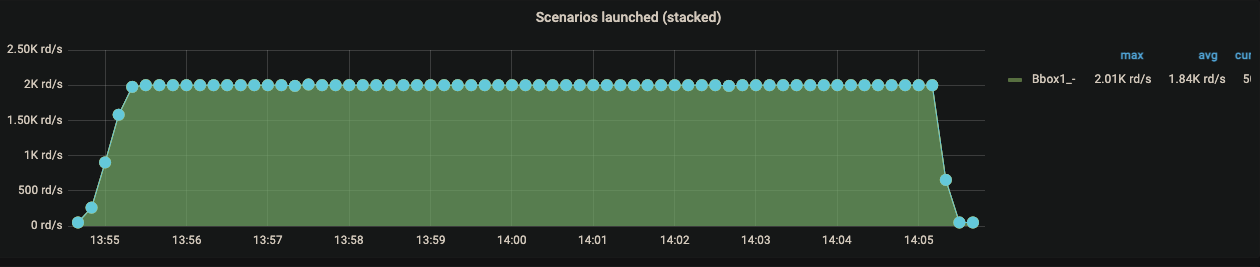 Scenarios launched (stacked)
2.50K rd/s
2K rd/s
1.50K rd/s
1K rd/s
500 rd/s
0 rd/s
13:55 13:56 13:57 13:58 13:59 14:00 14:01 14:02 14:03 14:04 14:05
max avg
Bbox1_- 2.01K rd/s 1.84K rd/s